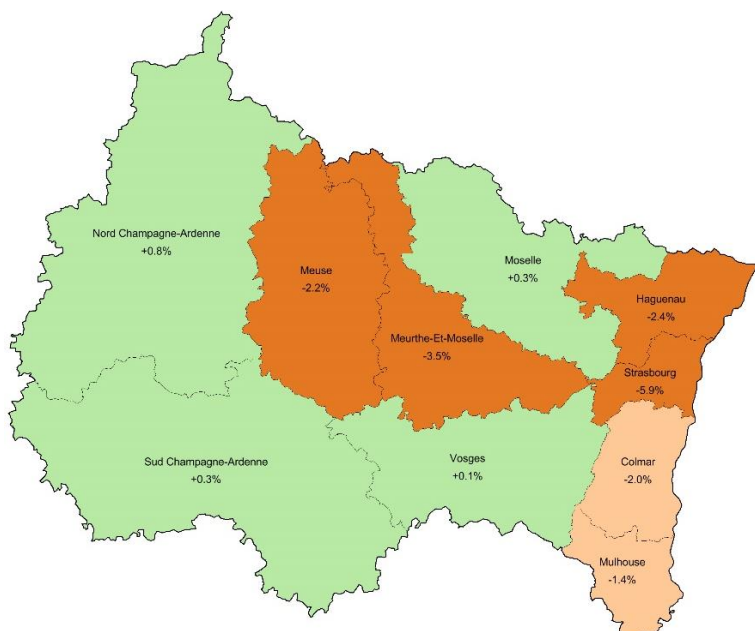 Nord Champagne-Ardenne
+0.8%
Meuse
-2.2%
Moselle
+0.3%
Haguenau
-2.4%
Meurthe-Et-Moselle
-3.5%
Strasbourg
-5.9%
Sud Champagne-Ardenne
+0.3%
Vosges
+0.1%
Colmar
-2.0%
Mulhouse
-1.4%